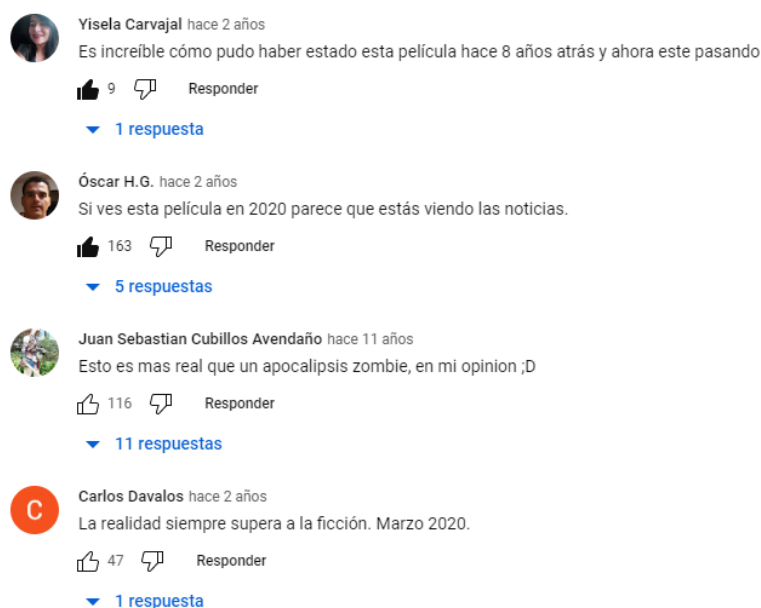 Yisela Carvajal hace 2 años
Es increíble cómo pudo haber estado esta película hace 8 años atrás y ahora este pasando
9 Responder
1 respuesta
Óscar H.G. hace 2 años
Si ves esta película en 2020 parece que estás viendo las noticias.
163 Responder
5 respuestas
Juan Sebastian Cubillos Avendaño hace 11 años
Esto es mas real que un apocalipsis zombie, en mi opinion ;D
116 Responder
11 respuestas
C
Carlos Davalos hace 2 años
La realidad siempre supera a la ficción. Marzo 2020.
47 Responder
1 respuesta